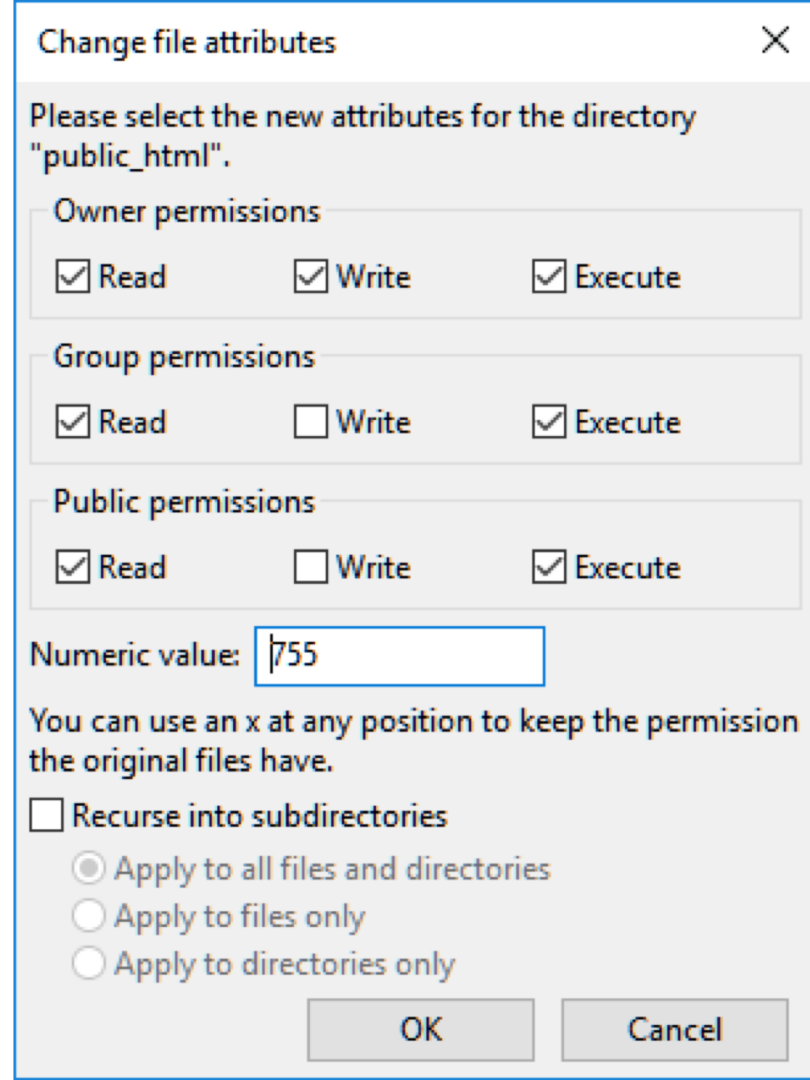 Change file attributes
Please select the new attributes for the directory
"public_html".
Owner permissions
Read Write Execute
Group permissions
Read Write Execute
Public permissions
Read Write Execute
Numeric value: 755
You can use an x at any position to keep the permission
the original files have.
Recurse into subdirectories
Apply to all files and directories
Apply to files only
Apply to directories only
OK Cancel